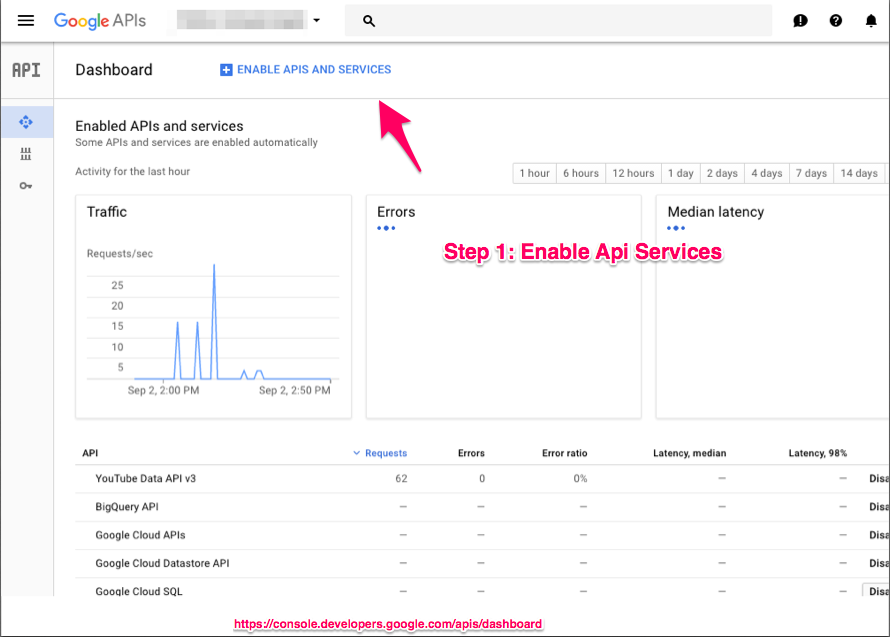 Google APIs
API
Dashboard
ENABLE APIS AND SERVICES
Enabled APIs and services
Some APIs and services are enabled automatically
Activity for the last hour
1 hour 6 hours 12 hours 1 day 2 days 4 days 7 days 14 days
Traffic
Errors
Median latency
Step 1: Enable Api Services
Requests/sec
25
20
15
10
5
Sep 2, 2:00 PM Sep 2, 2:50 PM
API Requests Errors Error ratio Latency, median Latency, 98%
YouTube Data API v3 62 0 0% — — Disa
BigQuery API — — — — — Disa
Google Cloud APIs — — — — — Disa
Google Cloud Datastore API — — — — — Disa
Google Cloud SQL — — — — — Disa
https://console.developers.google.com/apis/dashboard